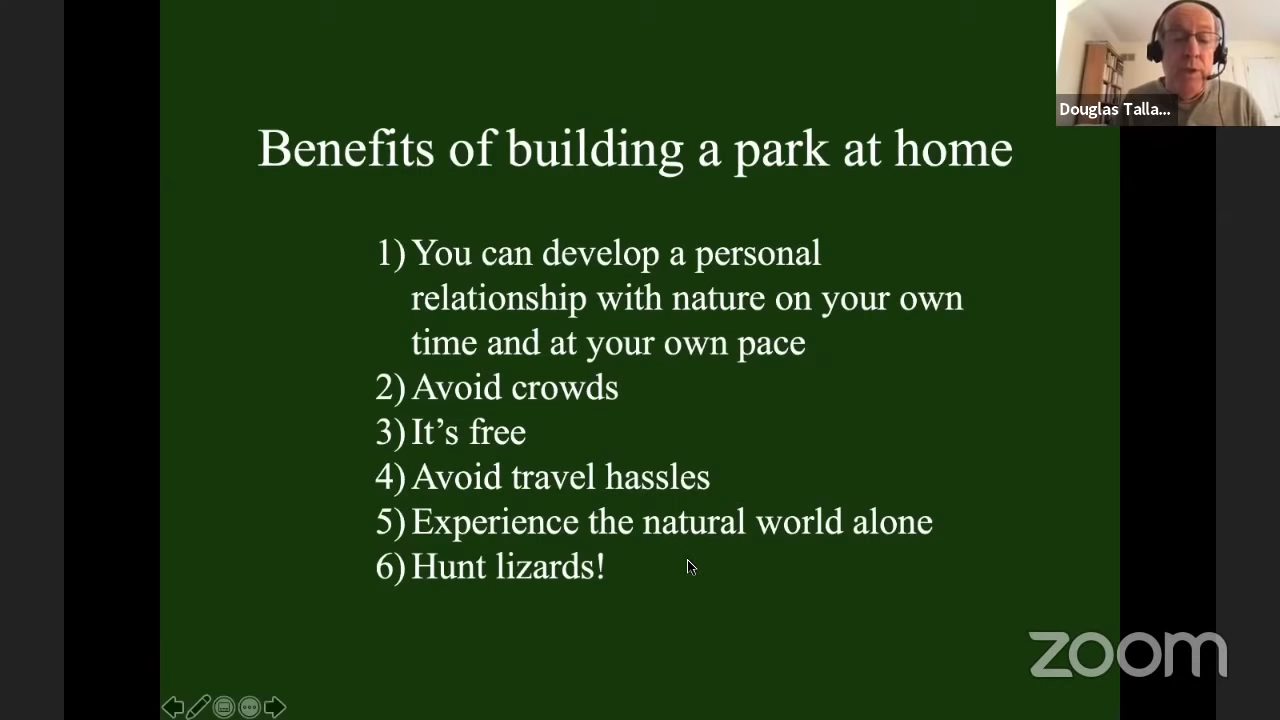 Douglas Talla...
Benefits of building a park at home
1) You can develop a personal
relationship with nature on your own
time and at your own pace
2) Avoid crowds
3) It’s free
4) Avoid travel hassles
5) Experience the natural world alone
6) Hunt lizards!
zoom